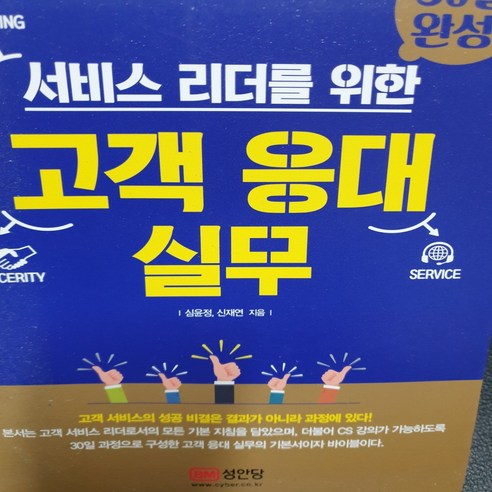 완성
서비스 리더를 위한
고객 응대
실무
SERVICE
심윤정, 신재연 지음
고객 서비스의 성공 비결은 결과가 아니라 과정에 있다!
본서는 고객 서비스 리더로서의 모든 기본 지침을 담았으며, 더불어 CS 강의가 가능하도록
30일 과정으로 구성한 고객 응대 실무의 기본서이자 바이블이다.
BM 성안당
www.cyber.co.kr